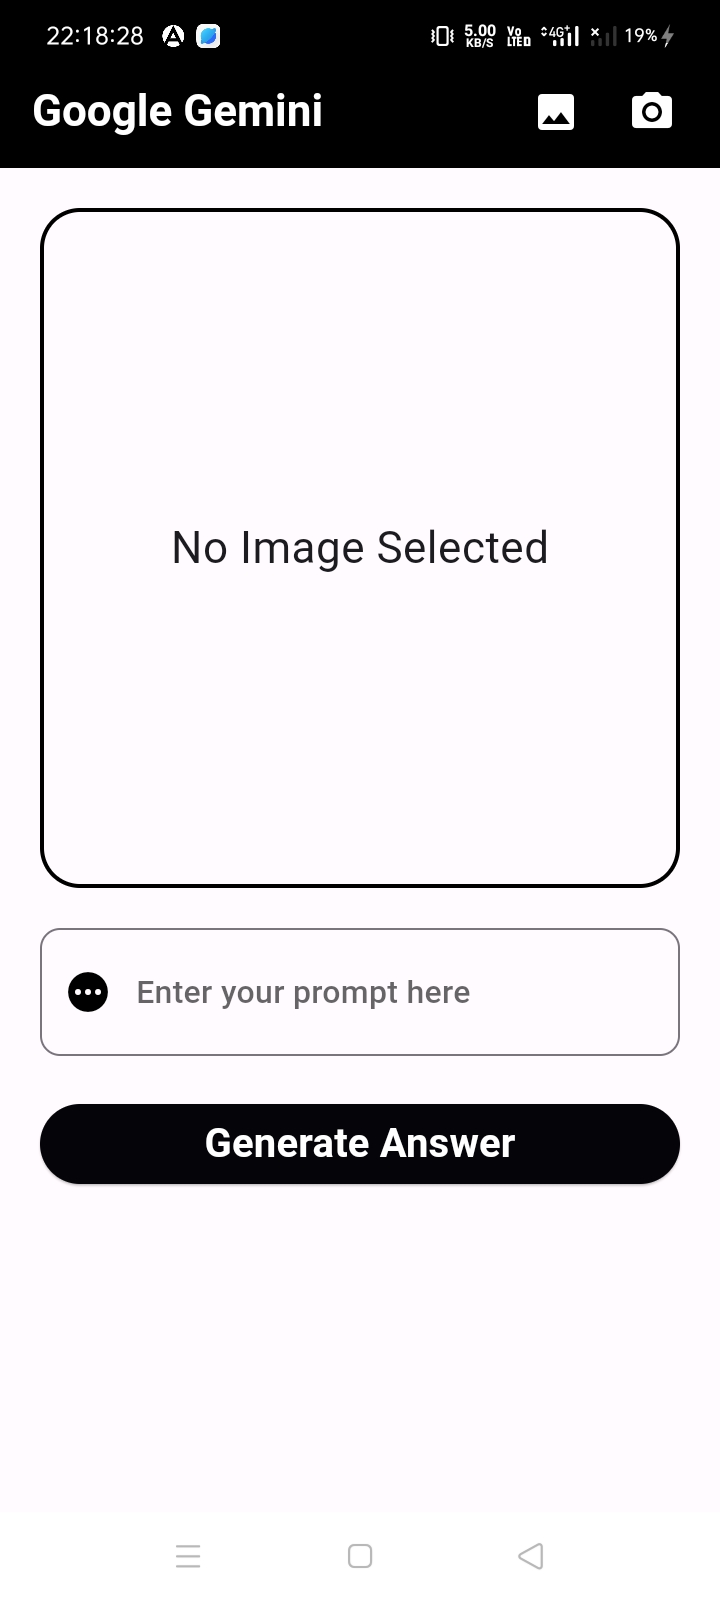 22:18:28 5.00 KB/S Vo LTED 4G+ 19%
Google Gemini
No Image Selected
Enter your prompt here
Generate Answer